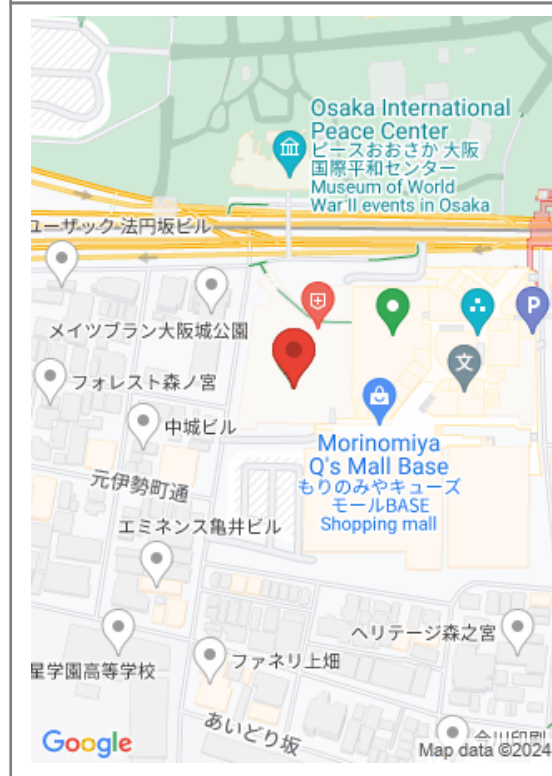 Osaka International
Peace Center
ピースおおさか 大阪
国際平和センター
Museum of World
War II events in Osaka
ユーザック 法円坂ビル
P
メイツブラン大阪城公園
文
フォレスト森ノ宮
中城ビル
Morinomiya
Q's Mall Base
もりのみやキューズ
モールBASE
Shopping mall
元伊勢町通
エミネンス亀井ビル
ヘリテージ森之宮
星学園高等学校
ファネリ上畑
あいどり坂
Google
Map data ©2024